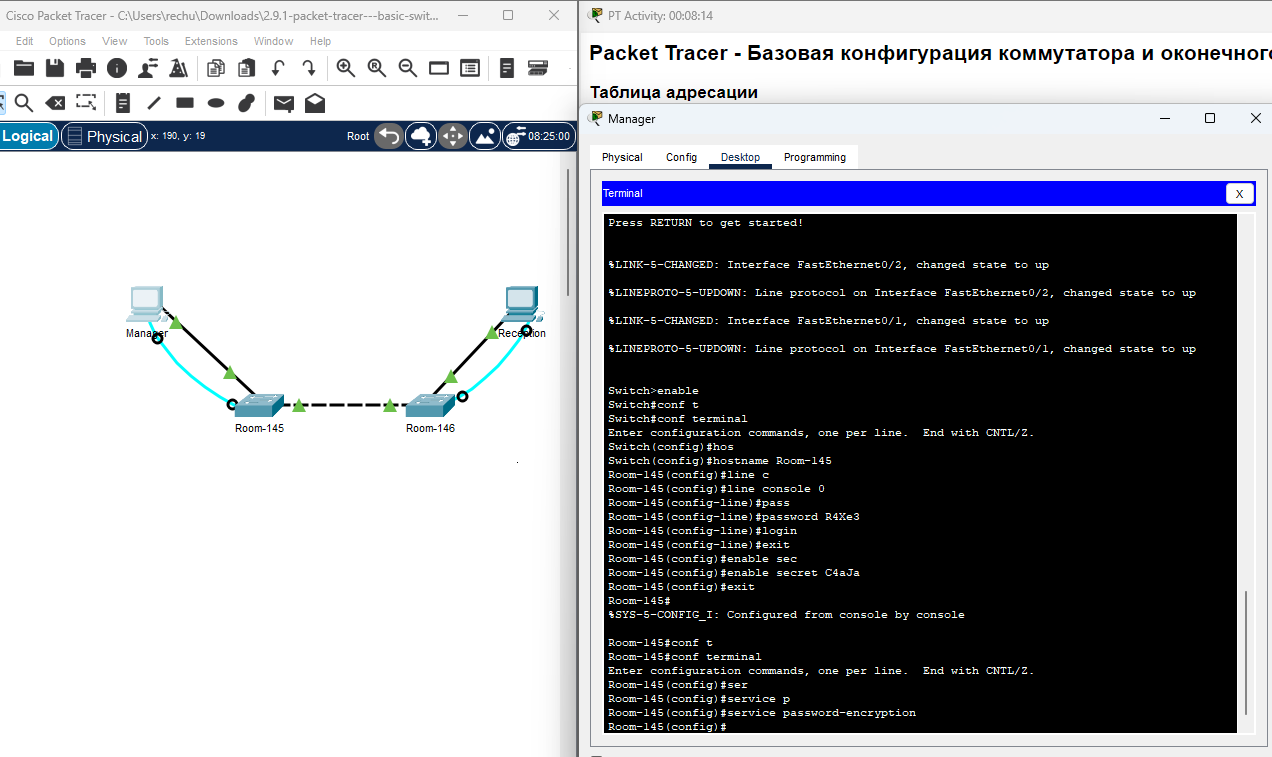 Cisco Packet Tracer - C:\Users\rechu\Downloads\2.9.1-packet-tracer---basic-swit...
Edit Options View Tools Extensions Window Help
Logical Physical x: 190, y: 19 Root 08:25:00
Manager
Reception
Room-145
Room-146
PT Activity: 00:08:14
Packet Tracer - Базовая конфигурация коммутатора и оконечного
Таблица адресации
Manager
Physical Config Desktop Programming
Terminal X
Press RETURN to get started!
%LINK-5-CHANGED: Interface FastEthernet0/2, changed state to up
%LINEPROTO-5-UPDOWN: Line protocol on Interface FastEthernet0/2, changed state to up
%LINK-5-CHANGED: Interface FastEthernet0/1, changed state to up
%LINEPROTO-5-UPDOWN: Line protocol on Interface FastEthernet0/1, changed state to up
Switch>enable
Switch#conf t
Switch#conf terminal
Enter configuration commands, one per line.  End with CNTL/Z.
Switch(config)#hos
Switch(config)#hostname Room-145
Room-145(config)#line c
Room-145(config)#line console 0
Room-145(config-line)#pass
Room-145(config-line)#password R4Xe3
Room-145(config-line)#login
Room-145(config-line)#exit
Room-145(config)#enable sec
Room-145(config)#enable secret C4aJa
Room-145(config)#exit
Room-145#
%SYS-5-CONFIG_I: Configured from console by console
Room-145#conf t
Room-145#conf terminal
Enter configuration commands, one per line.  End with CNTL/Z.
Room-145(config)#ser
Room-145(config)#service p
Room-145(config)#service password-encryption
Room-145(config)#